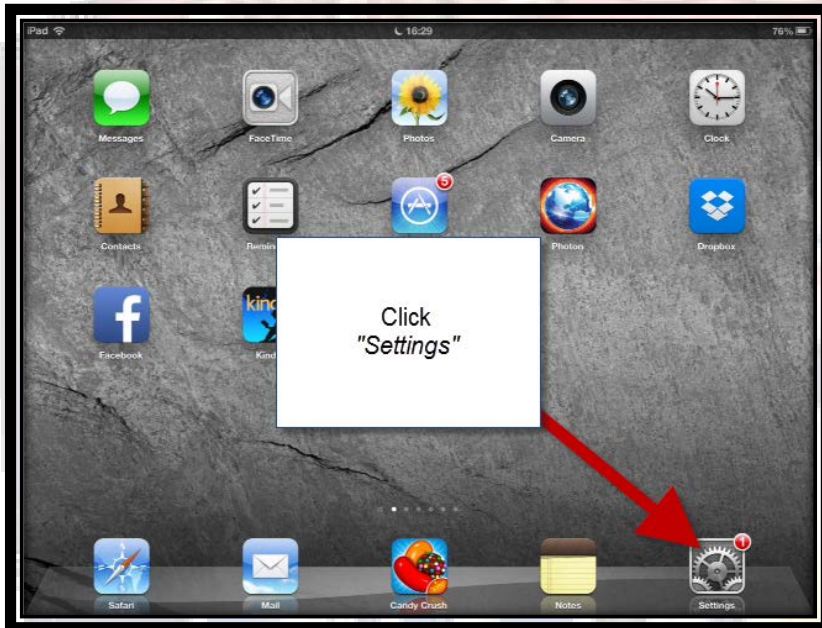 iPad 16:29 76%
Messages FaceTime Photos Camera Clock
5
Contacts Photon Dropbox
Click
"Settings"
Facebook
1
Safari Mail Candy Crush Notes Settings